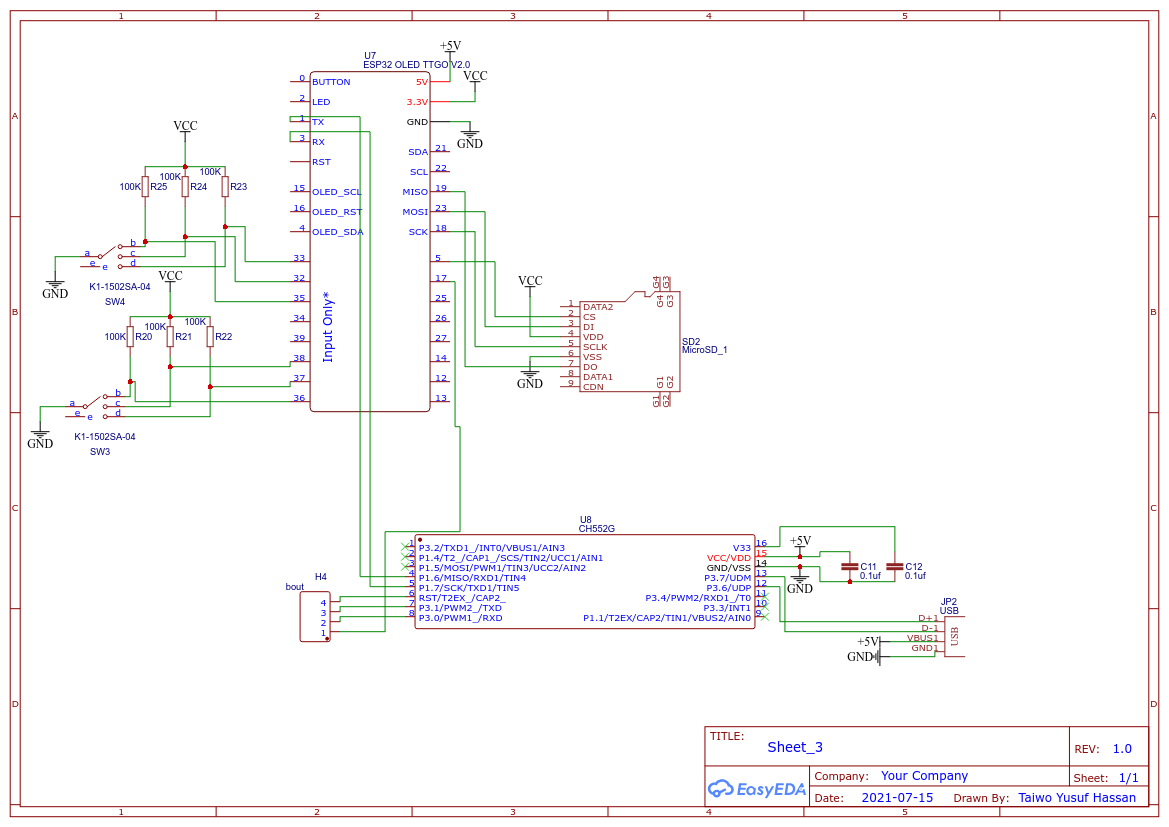 1 2 3 4 5
A A
B B
C C
D D
+5V
U7
ESP32 OLED TTGO V2.0
VCC
0 BUTTON 5V
2 LED 3.3V
1 TX GND
GND
3 RX
SDA 21
RST
SCL 22
15 OLED_SCL MISO 19
16 OLED_RST MOSI 23
4 OLED_SDA SCK 18
33 5
32 17
35 25
34 26
39 27
38 14
37 12
36 13
Input Only*
VCC
100K R25
100K R24
100K R23
b
a c
e e d
GND
K1-1502SA-04
SW4
VCC
100K R20
100K R21
100K R22
b
a c
e e d
GND
K1-1502SA-04
SW3
VCC
GND
G4 G3
G4 G3
1 DATA2
2 CS
3 DI
4 VDD
5 SCLK
6 VSS
7 DO
8 DATA1
9 CDN
G1 G2
G1 G2
SD2
MicroSD_1
U8
CH552G
1 P3.2/TXD1_/INT0/VBUS1/AIN3 V33 16
2 P1.4/T2_/CAP1_/SCS/TIN2/UCC1/AIN1 VCC/VDD 15
3 P1.5/MOSI/PWM1/TIN3/UCC2/AIN2 GND/VSS 14
4 P1.6/MISO/RXD1/TIN4 P3.7/UDM 13
5 P1.7/SCK/TXD1/TIN5 P3.6/UDP 12
6 RST/T2EX_/CAP2_ P3.4/PWM2/RXD1_/T0 11
7 P3.1/PWM2_/TXD P3.3/INT1 10
8 P3.0/PWM1_/RXD P1.1/T2EX/CAP2/TIN1/VBUS2/AIN0 9
H4
bout
4
3
2
1
+5V
GND
C11
0.1uf
C12
0.1uf
JP2
USB
D+1
D-1
VBUS1
GND1
USB
+5V
GND
TITLE:
Sheet_3
REV: 1.0
EasyEDA
Company: Your Company
Sheet: 1/1
Date: 2021-07-15 Drawn By: Taiwo Yusuf Hassan
1 2 3 4 5